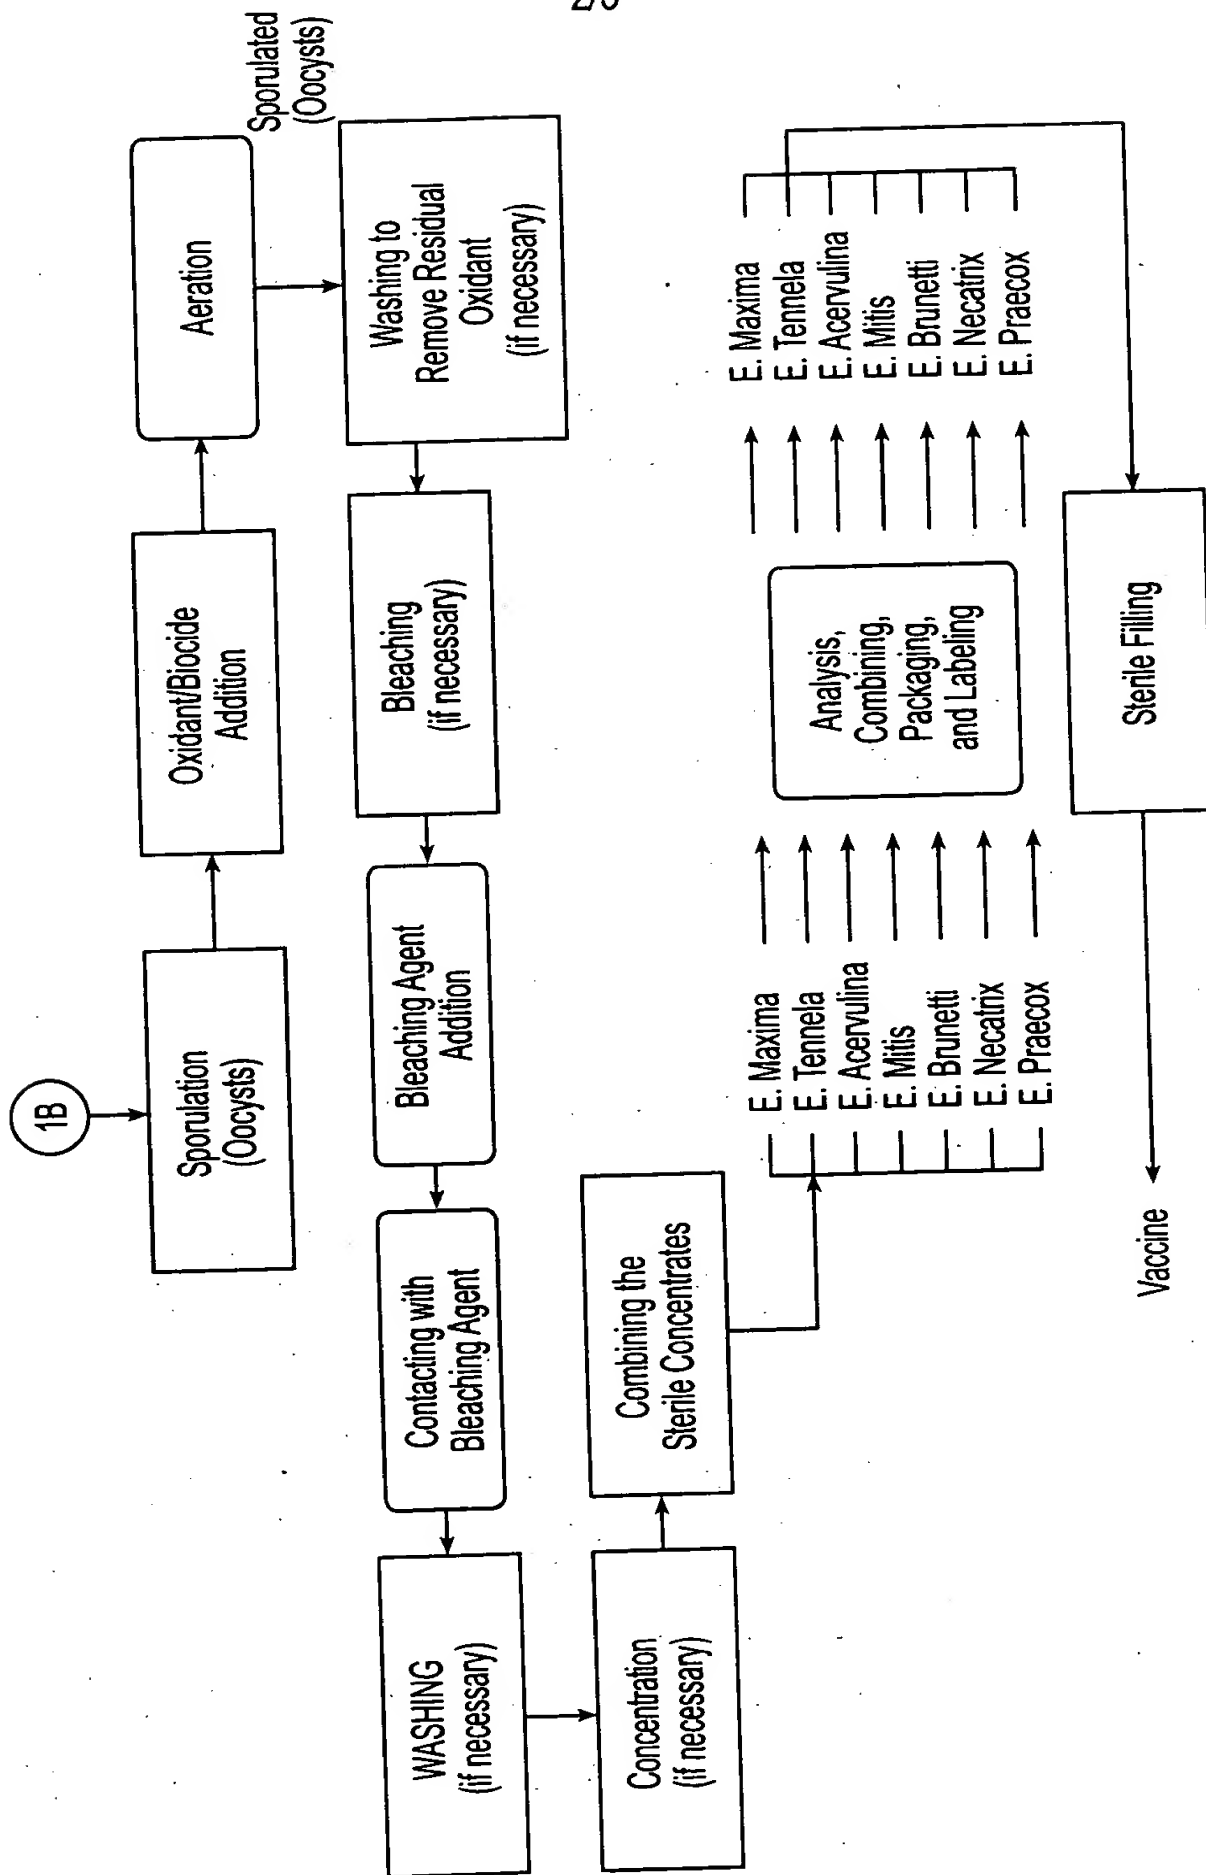 1B
Sporulation
(Oocysts)
Oxidant/Biocide
Addition
Aeration
Sporulated
(Oocysts)
Washing to
Remove Residual
Oxidant
(if necessary)
Bleaching
(if necessary)
Bleaching Agent
Addition
Contacting with
Bleaching Agent
WASHING
(if necessary)
Concentration
(if necessary)
Combining the
Sterile Concentrates
E. Maxima
E. Tennela
E. Acervulina
E. Mitis
E. Brunetti
E. Necatrix
E. Praecox
Analysis,
Combining,
Packaging,
and Labeling
E. Maxima
E. Tennela
E. Acervulina
E. Mitis
E. Brunetti
E. Necatrix
E. Praecox
Sterile Filling
Vaccine